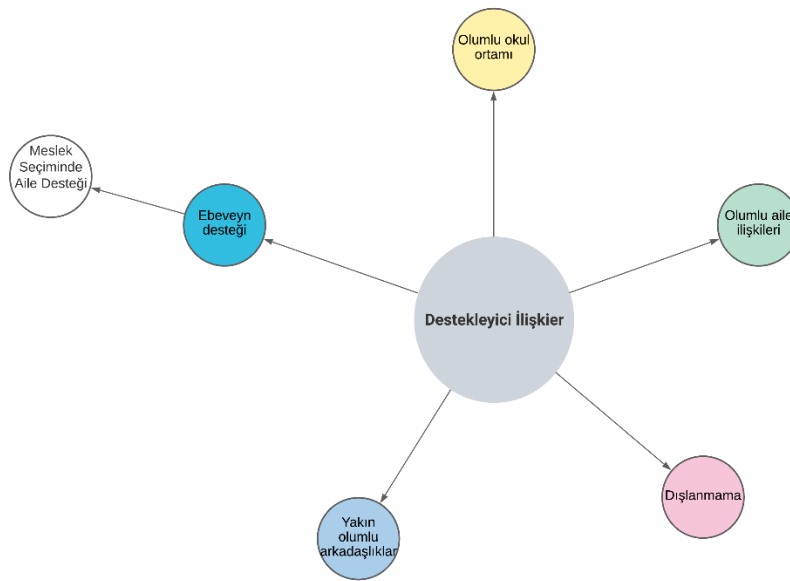 Olumlu okul
ortamı
Meslek
Seçiminde
Aile Desteği
Ebeveyn
desteği
Olumlu aile
ilişkileri
Destekleyici İlişkier
Dışlanmama
Yakın
olumlu
arkadaşlıklar